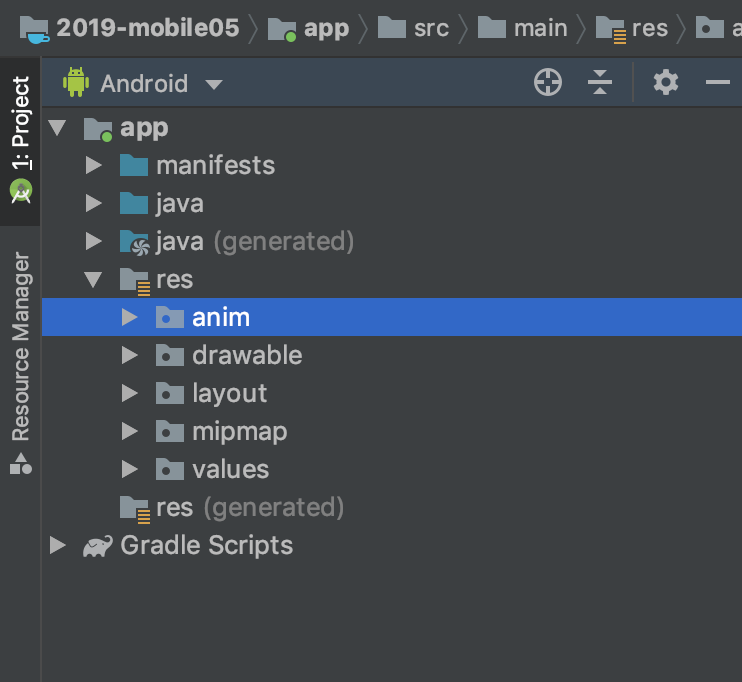 2019-mobile05 app src main res a
Android
1: Project
Resource Manager
app
manifests
java
java (generated)
res
anim
drawable
layout
mipmap
values
res (generated)
Gradle Scripts